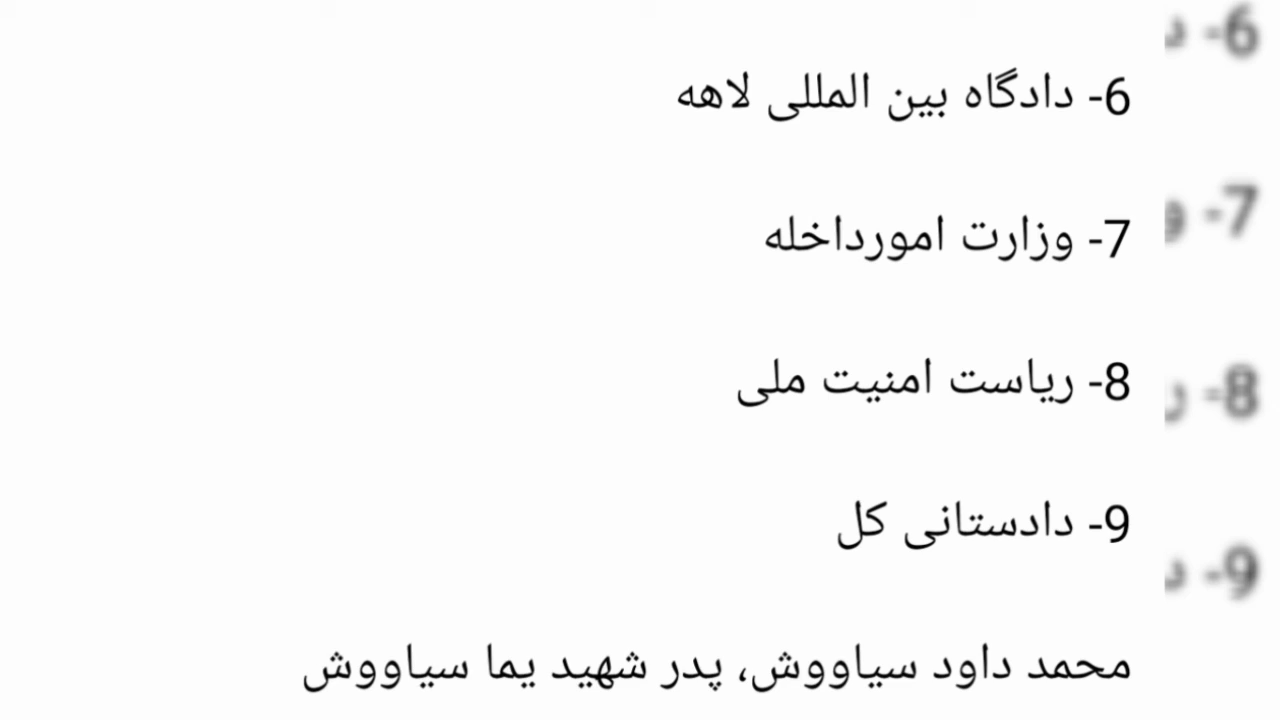 6- دادگاه بین المللی لاهه
7- وزارت امورداخله
8- ریاست امنیت ملی
9- دادستانی کل
محمد داود سیاووش، پدر شهید یما سیاووش